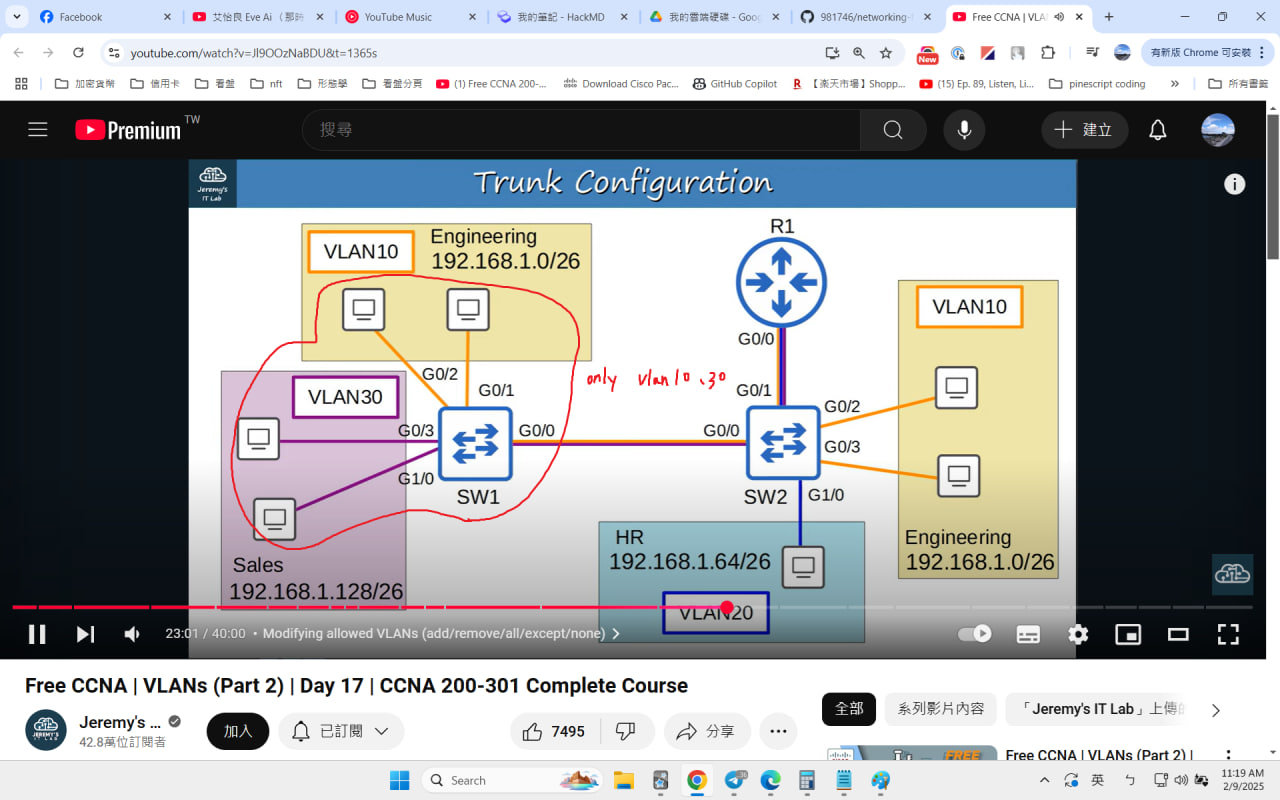 Facebook
艾怡良 Eve Ai （那時
YouTube Music
我的筆記 - HackMD
我的雲端硬碟 - Goog
981746/networking-
Free CCNA | VLAN
youtube.com/watch?v=Jl9OOzNaBDU&t=1365s
New
有新版 Chrome 可安裝
加密貨幣
信用卡
看盤
nft
形態學
看盤分頁
(1) Free CCNA 200-...
Download Cisco Pac...
GitHub Copilot
【楽天市場】Shopp...
(15) Ep. 89, Listen, Li...
pinescript coding
所有書籤
Premium TW
搜尋
建立
Jeremy's
IT Lab
Trunk Configuration
VLAN10
Engineering
192.168.1.0/26
R1
VLAN10
G0/0
G0/2
G0/1
only vlan10、30
G0/1
VLAN30
G0/3
G0/0
G0/0
G0/2
G0/3
G1/0
SW1
SW2
G1/0
HR
192.168.1.64/26
Engineering
192.168.1.0/26
Sales
192.168.1.128/26
VLAN20
23:01 / 40:00 • Modifying allowed VLANs (add/remove/all/except/none)
Free CCNA | VLANs (Part 2) | Day 17 | CCNA 200-301 Complete Course
Jeremy's ...
42.8萬位訂閱者
加入
已訂閱
7495
分享
全部
系列影片內容
「Jeremy's IT Lab」上傳的
FREE
Free CCNA | VLANs (Part 2) |
Search
英
ㄅ
11:19 AM
2/9/2025